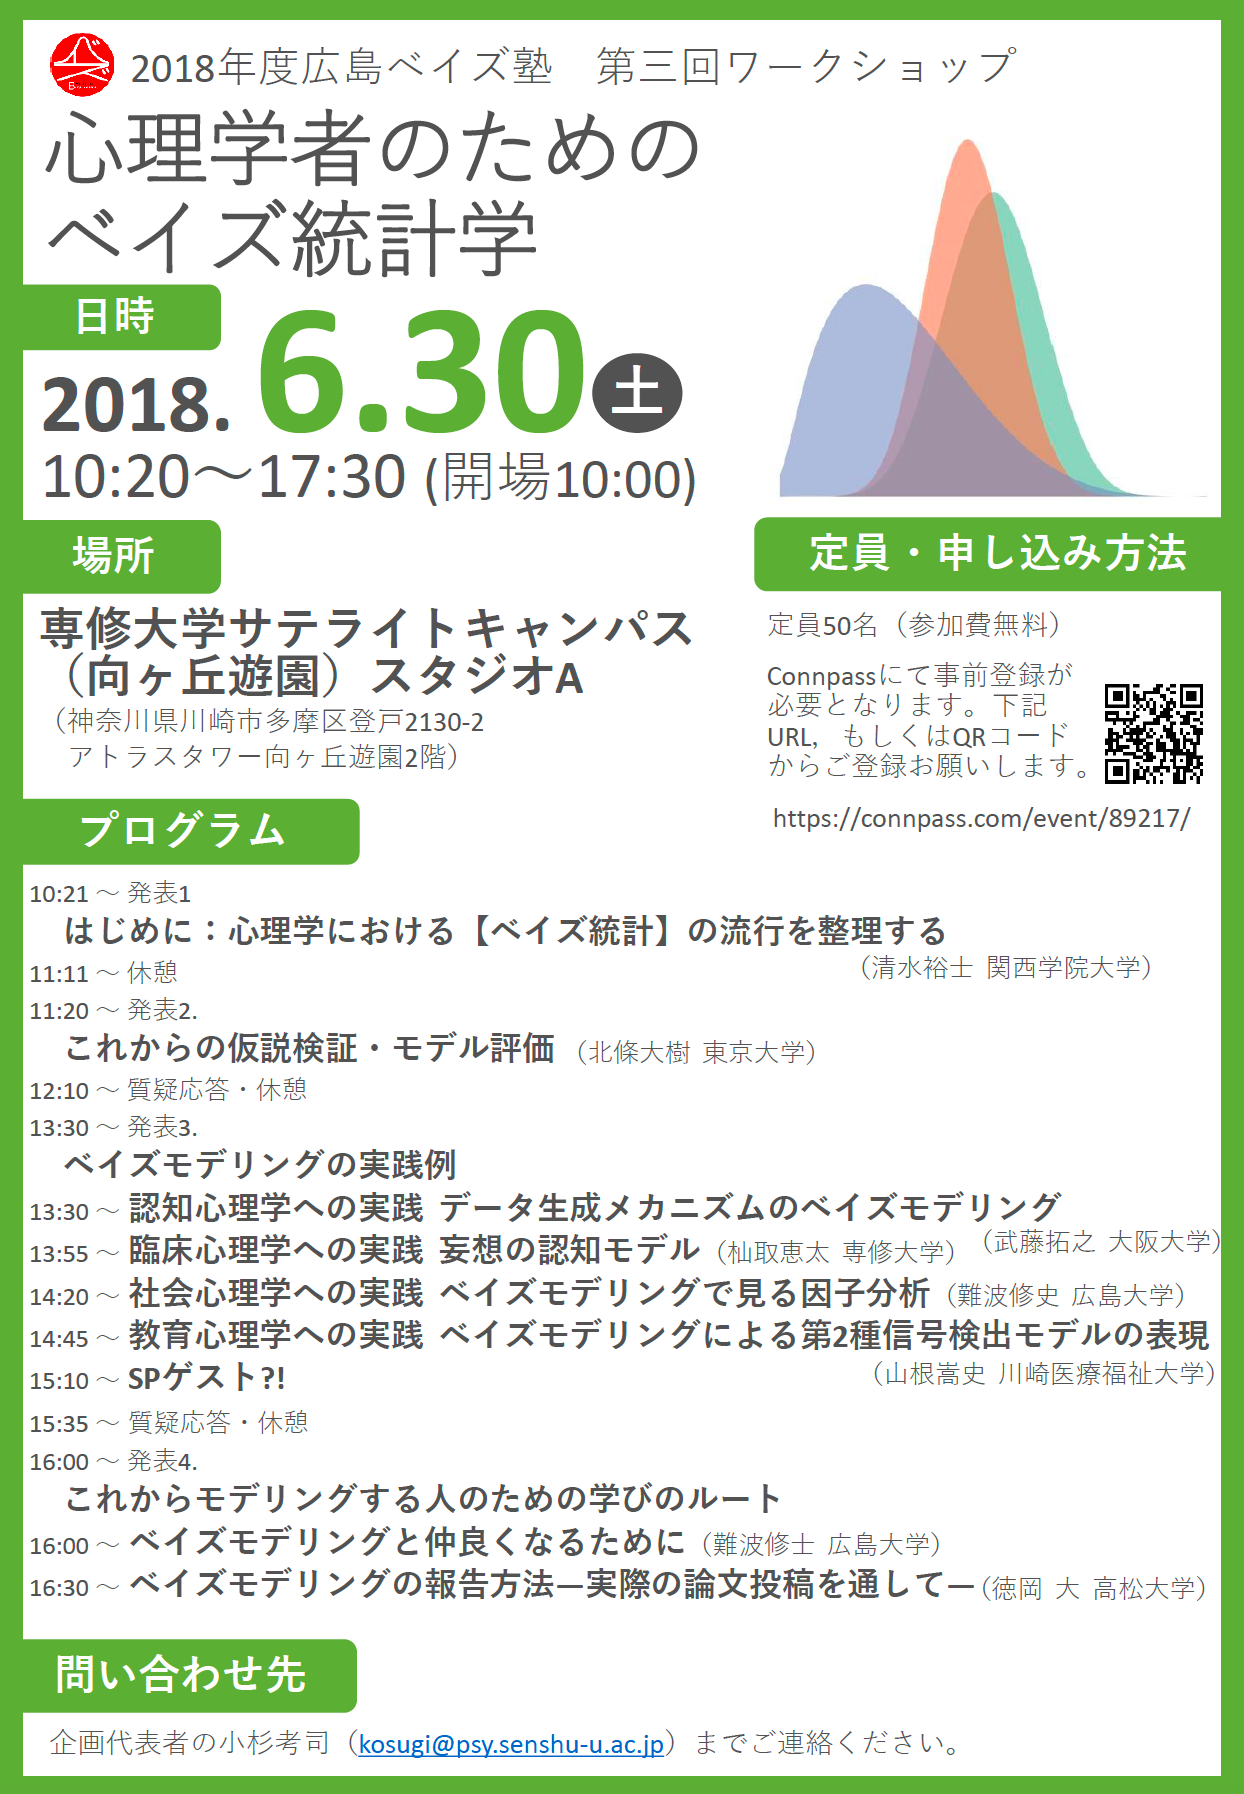 2018年度広島ベイズ塾　第三回ワークショップ
心理学者のための
ベイズ統計学
日時
2018. 6.30 土
10:20～17:30 (開場10:00)
場所
専修大学サテライトキャンパス
（向ヶ丘遊園）スタジオA
（神奈川県川崎市多摩区登戸2130-2
アトラスタワー向ヶ丘遊園2階）
定員・申し込み方法
定員50名（参加費無料）
Connpassにて事前登録が
必要となります。下記
URL，もしくはQRコード
からご登録お願いします。
https://connpass.com/event/89217/
プログラム
10:21 ～ 発表1
はじめに：心理学における【ベイズ統計】の流行を整理する
（清水裕士 関西学院大学）
11:11 ～ 休憩
11:20 ～ 発表2.
これからの仮説検証・モデル評価 （北條大樹 東京大学）
12:10 ～ 質疑応答・休憩
13:30 ～ 発表3.
ベイズモデリングの実践例
13:30 ～ 認知心理学への実践 データ生成メカニズムのベイズモデリング
（武藤拓之 大阪大学）
13:55 ～ 臨床心理学への実践 妄想の認知モデル（杣取恵太 専修大学）
14:20 ～ 社会心理学への実践 ベイズモデリングで見る因子分析（難波修史 広島大学）
14:45 ～ 教育心理学への実践 ベイズモデリングによる第2種信号検出モデルの表現
（山根嵩史 川崎医療福祉大学）
15:10 ～ SPゲスト?!
15:35 ～ 質疑応答・休憩
16:00 ～ 発表4.
これからモデリングする人のための学びのルート
16:00 ～ ベイズモデリングと仲良くなるために（難波修士 広島大学）
16:30 ～ ベイズモデリングの報告方法―実際の論文投稿を通して―（徳岡 大 高松大学）
問い合わせ先
企画代表者の小杉考司（kosugi@psy.senshu-u.ac.jp）までご連絡ください。